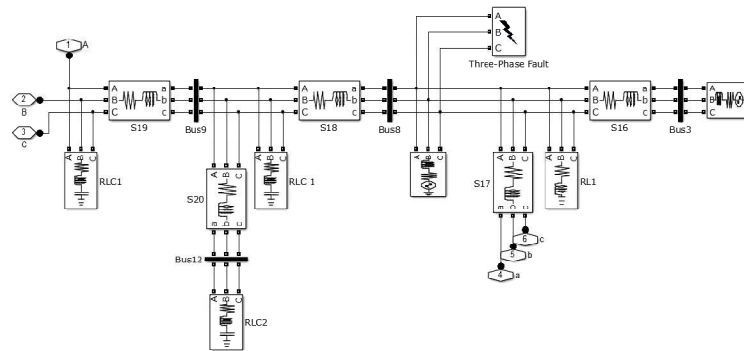 A
B
C
Three-Phase Fault
1 A
2
B
3
C
A a
B b
C c
S19
Bus9
A a
B b
C c
S18
Bus8
A
B
C
A a
B b
C c
S16
Bus3
A
B
C
A B C
RLC1
A B C
S20
a b c
A B C
RLC 1
A B C
A B C
S17
a b c
A B C
RL1
6 c
5 b
4 a
Bus12
A B C
RLC2